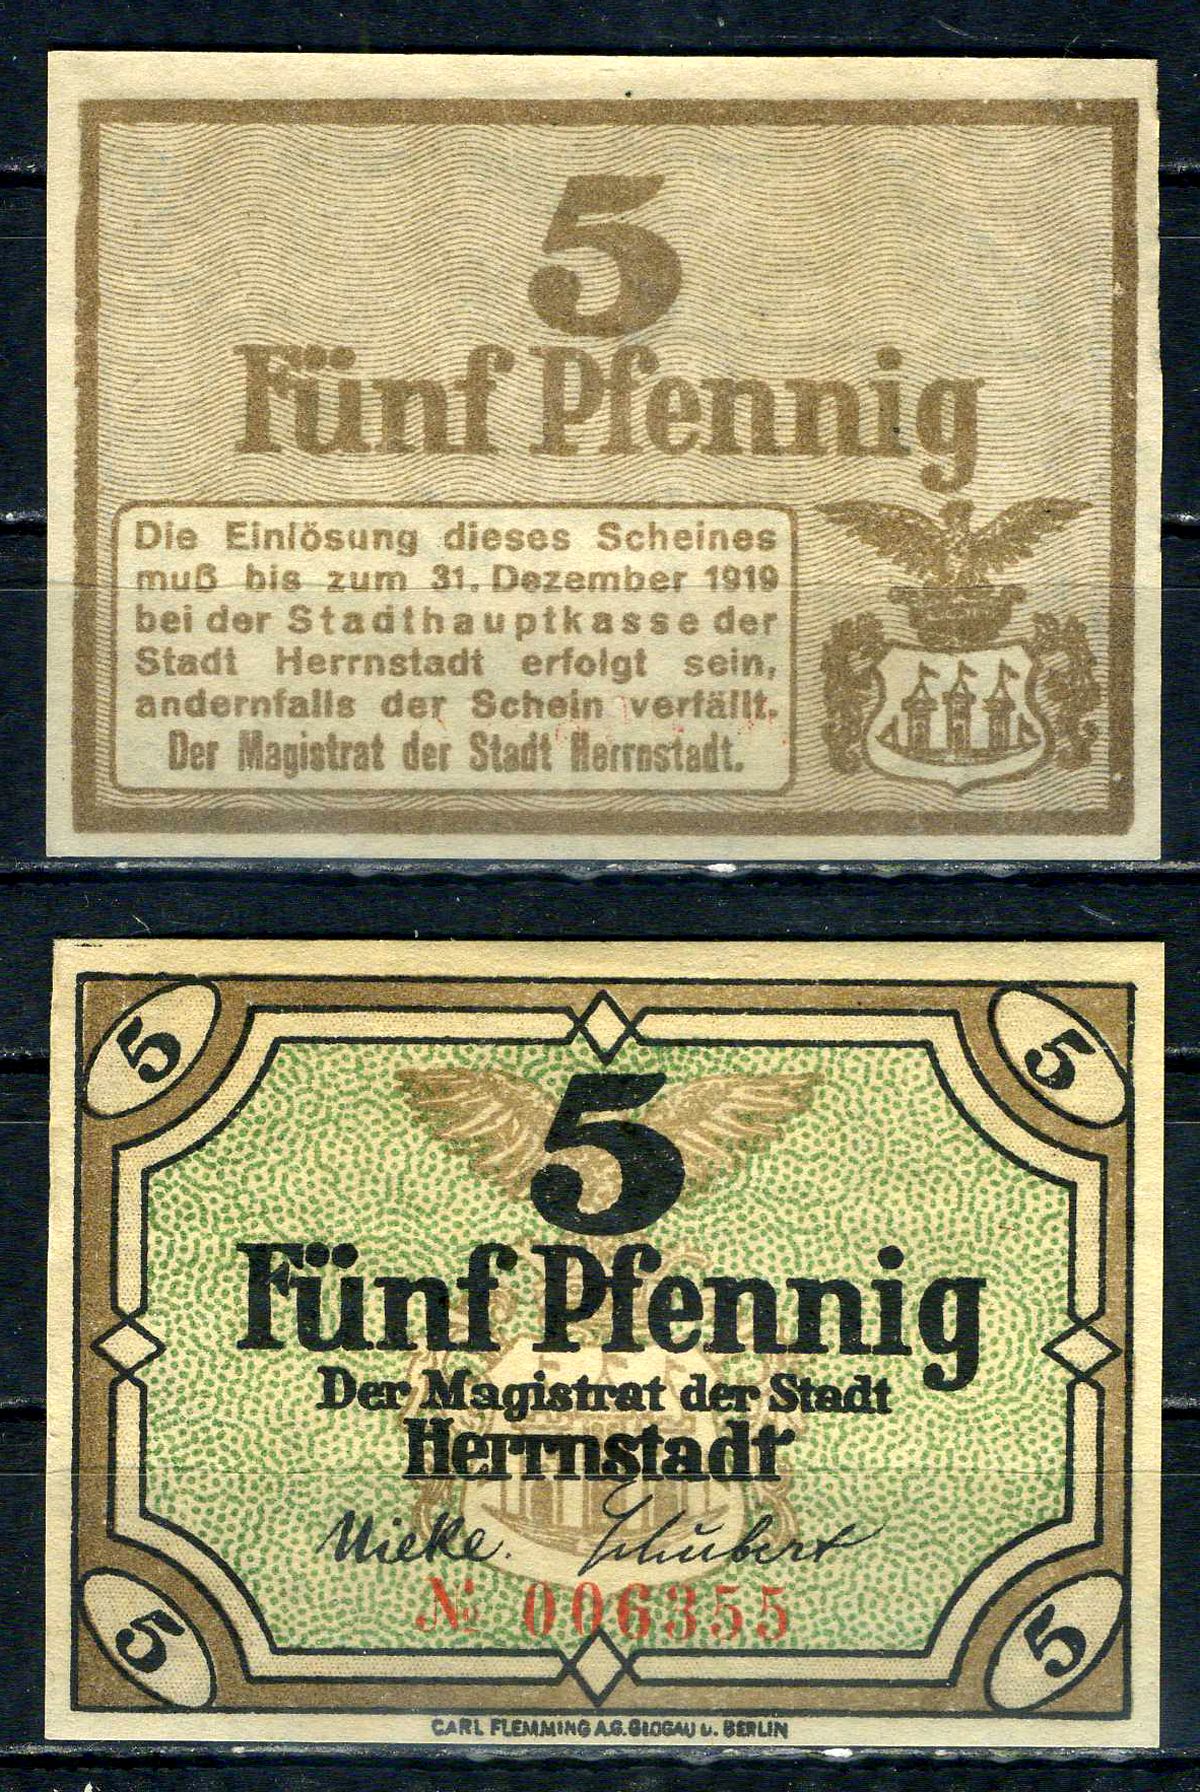 5
Fünf Pfennig
Die Einlösung dieses Scheines
muß bis zum 31. Dezember 1919
bei der Stadthauptkasse der
Stadt Herrnstadt erfolgt sein,
andernfalls der Schein verfällt.
Der Magistrat der Stadt Herrnstadt.
5 5
5
Fünf Pfennig
Der Magistrat der Stadt
Herrnstadt
Mieke. Schubert
№ 006355
5 5
CARL FLEMMING A.G. GLOGAU u. BERLIN